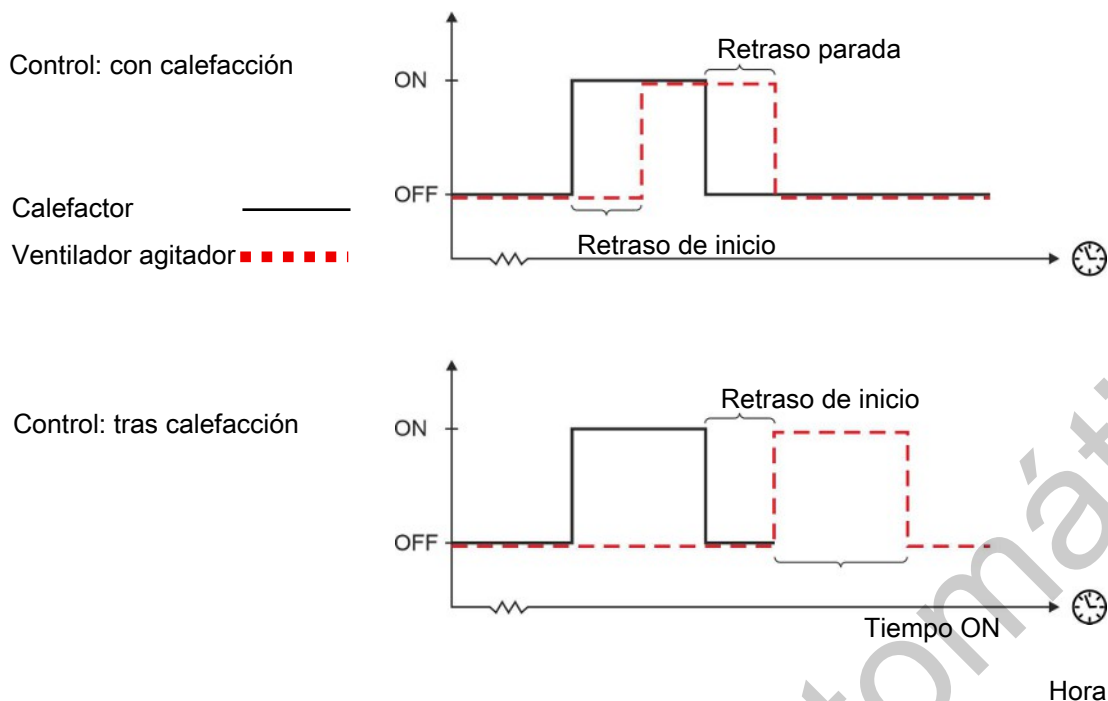 Control: con calefacción
Retraso parada
ON
OFF
Calefactor
Ventilador agitador
Retraso de inicio
Control: tras calefacción
Retraso de inicio
ON
OFF
Tiempo ON
Hora